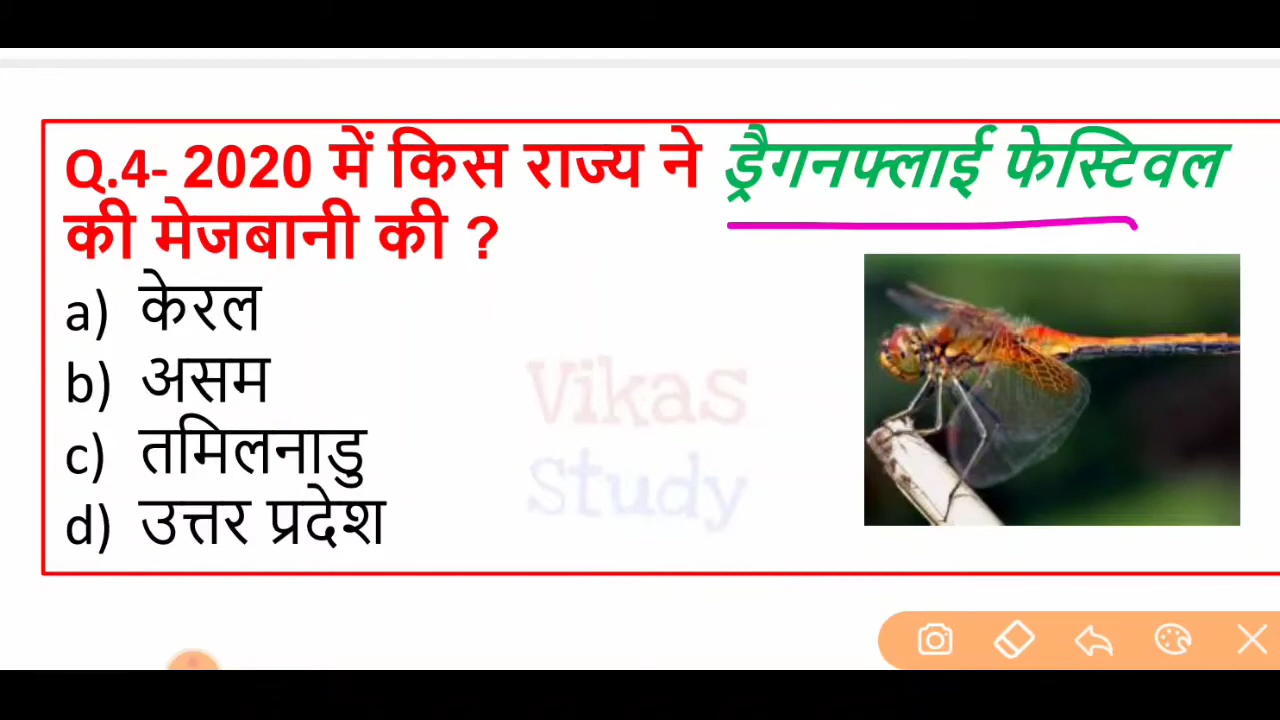 Q.4- 2020 में किस राज्य ने ड्रैगनफ्लाई फेस्टिवल
की मेजबानी की ?
a) केरल
b) असम
c) तमिलनाडु
d) उत्तर प्रदेश
Vikas
Study